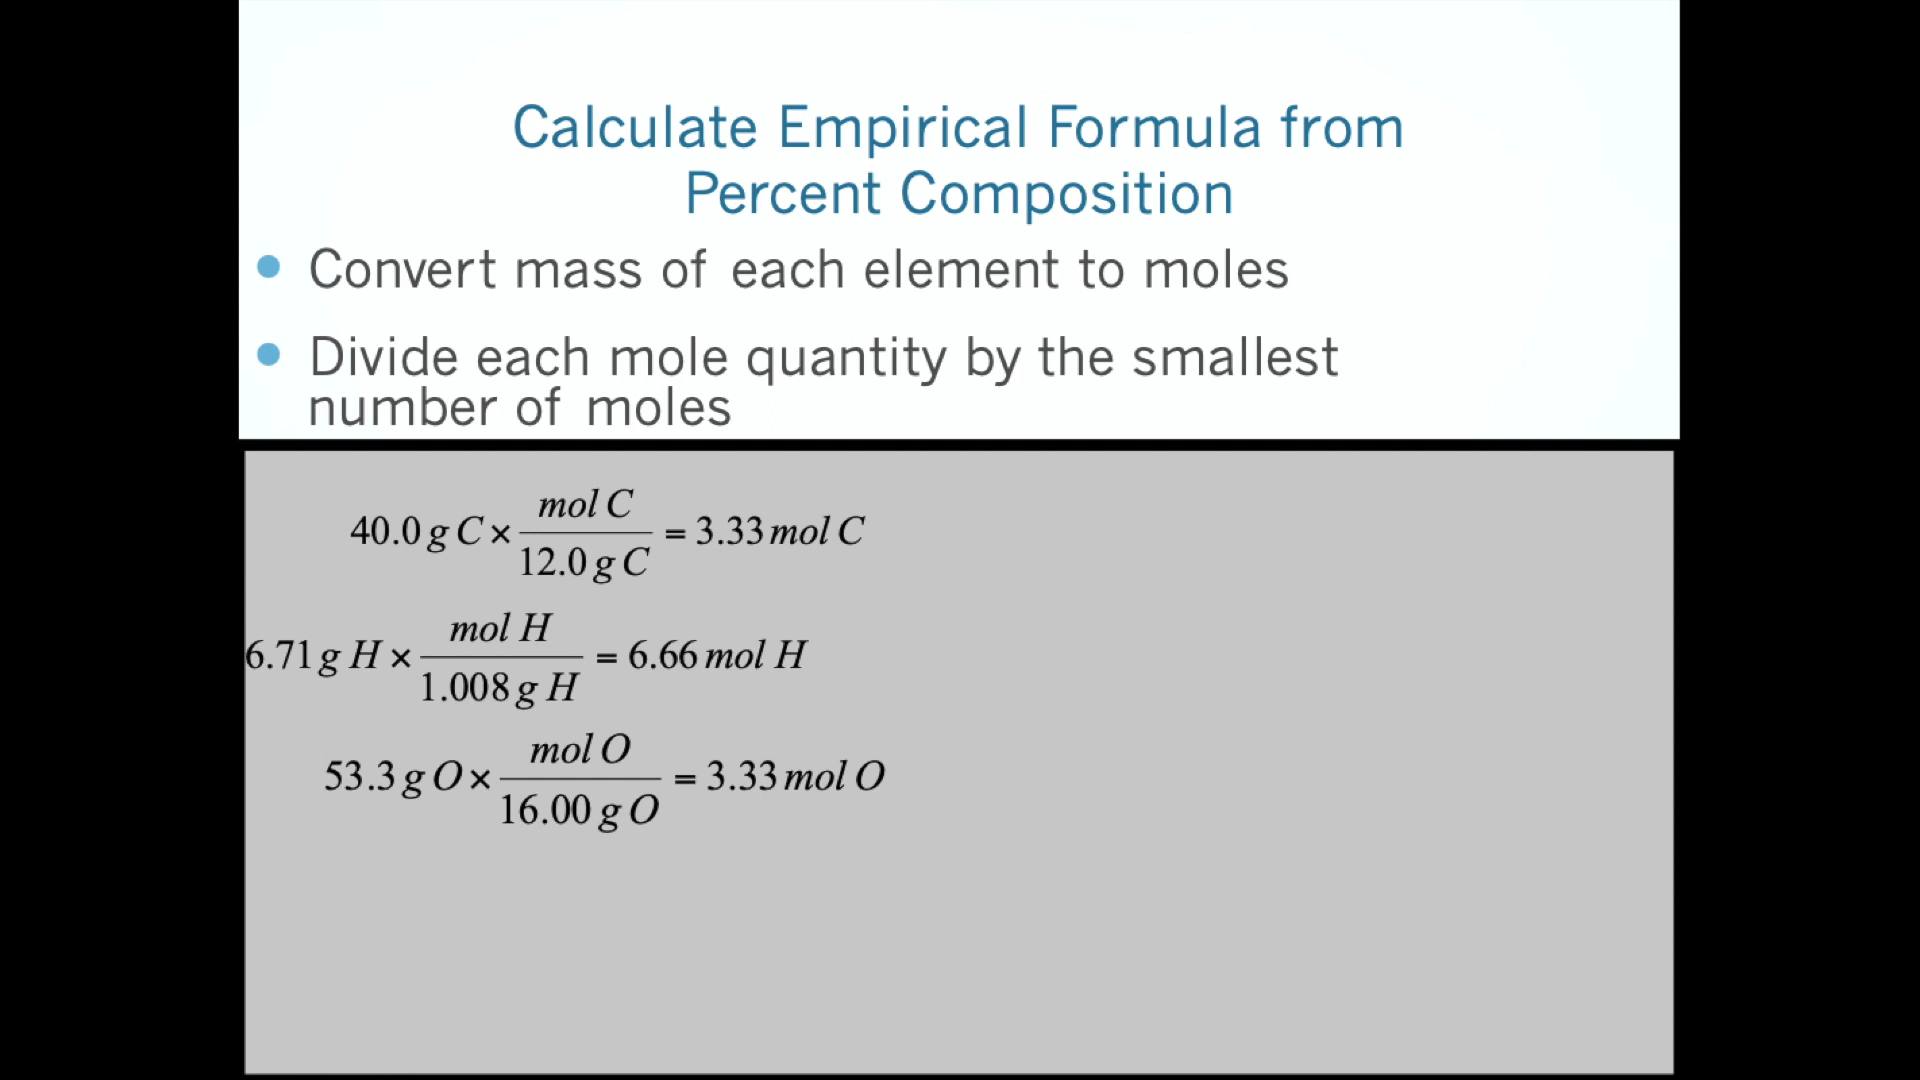 Calculate Empirical Formula from
Percent Composition
• Convert mass of each element to moles
• Divide each mole quantity by the smallest
number of moles
40.0 g C × mol C / 12.0 g C = 3.33 mol C
6.71 g H × mol H / 1.008 g H = 6.66 mol H
53.3 g O × mol O / 16.00 g O = 3.33 mol O